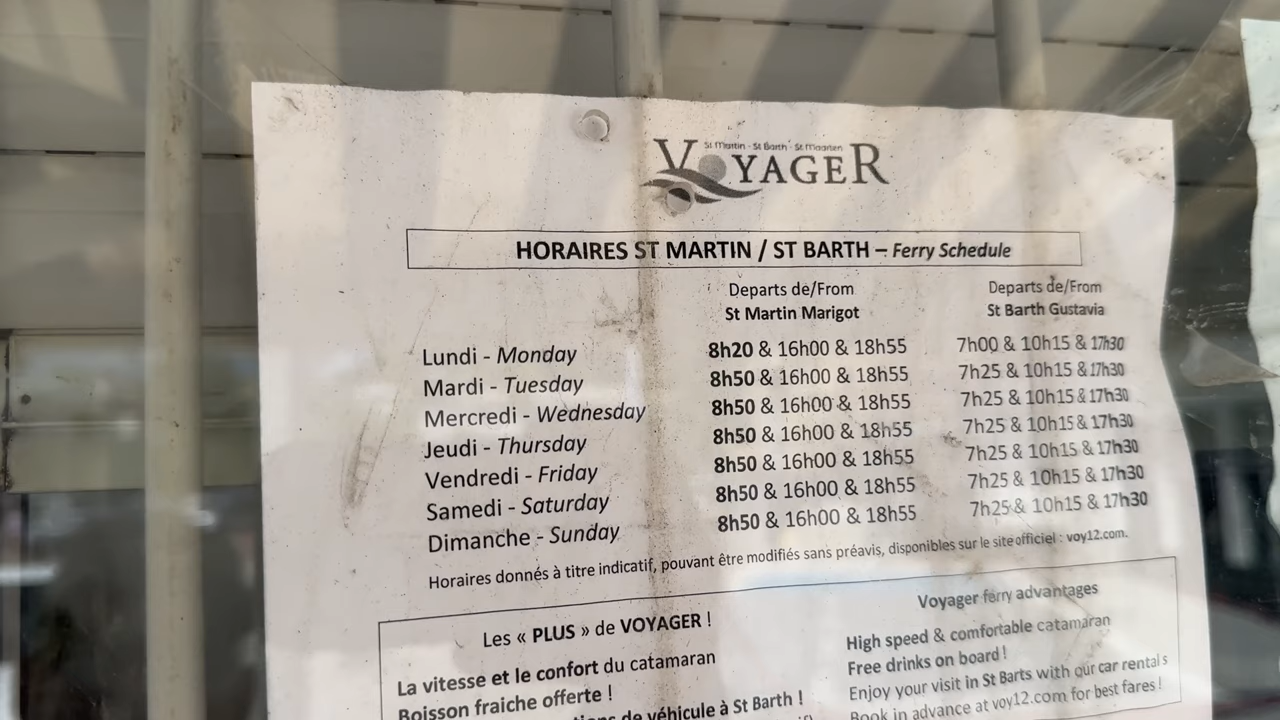 St Martin - St Barth - St Maarten
VOYAGER
HORAIRES ST MARTIN / ST BARTH – Ferry Schedule
Departs de/From Departs de/From
St Martin Marigot St Barth Gustavia
Lundi - Monday 8h20 & 16h00 & 18h55 7h00 & 10h15 & 17h30
Mardi - Tuesday 8h50 & 16h00 & 18h55 7h25 & 10h15 & 17h30
Mercredi - Wednesday 8h50 & 16h00 & 18h55 7h25 & 10h15 & 17h30
Jeudi - Thursday 8h50 & 16h00 & 18h55 7h25 & 10h15 & 17h30
Vendredi - Friday 8h50 & 16h00 & 18h55 7h25 & 10h15 & 17h30
Samedi - Saturday 8h50 & 16h00 & 18h55 7h25 & 10h15 & 17h30
Dimanche - Sunday 8h50 & 16h00 & 18h55 7h25 & 10h15 & 17h30
Horaires donnés à titre indicatif, pouvant être modifiés sans préavis, disponibles sur le site officiel : voy12.com.
Les « PLUS » de VOYAGER !
La vitesse et le confort du catamaran
Boisson fraiche offerte !
de véhicule à St Barth !
Voyager ferry advantages
High speed & comfortable catamaran
Free drinks on board !
Enjoy your visit in St Barts with our car rentals
Book in advance at voy12.com for best fares !